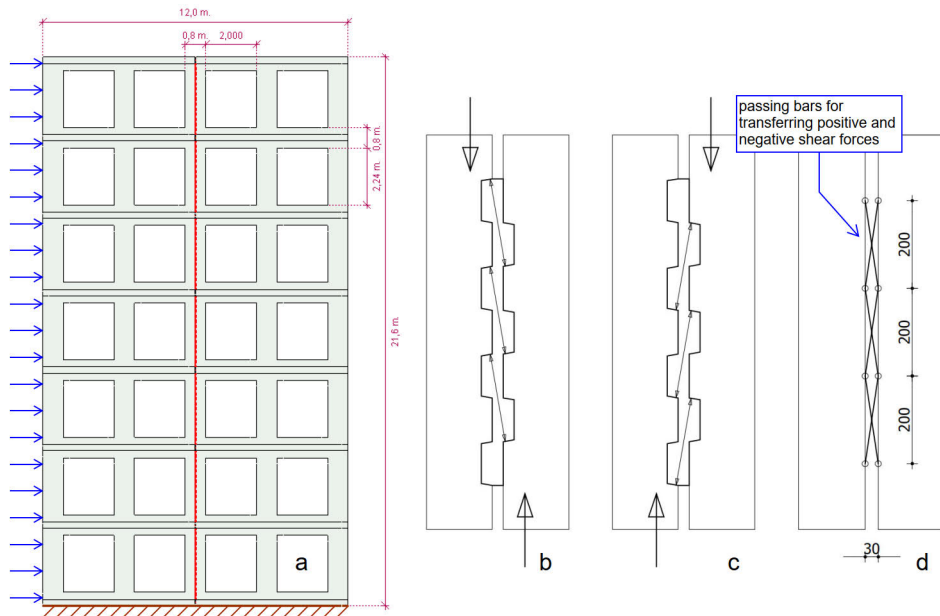 12,0 m.
0,8 m.
2,000
0,8 m.
2,24 m.
21,6 m.
a
passing bars for
transferring positive and
negative shear forces
200
200
200
30
b
c
d